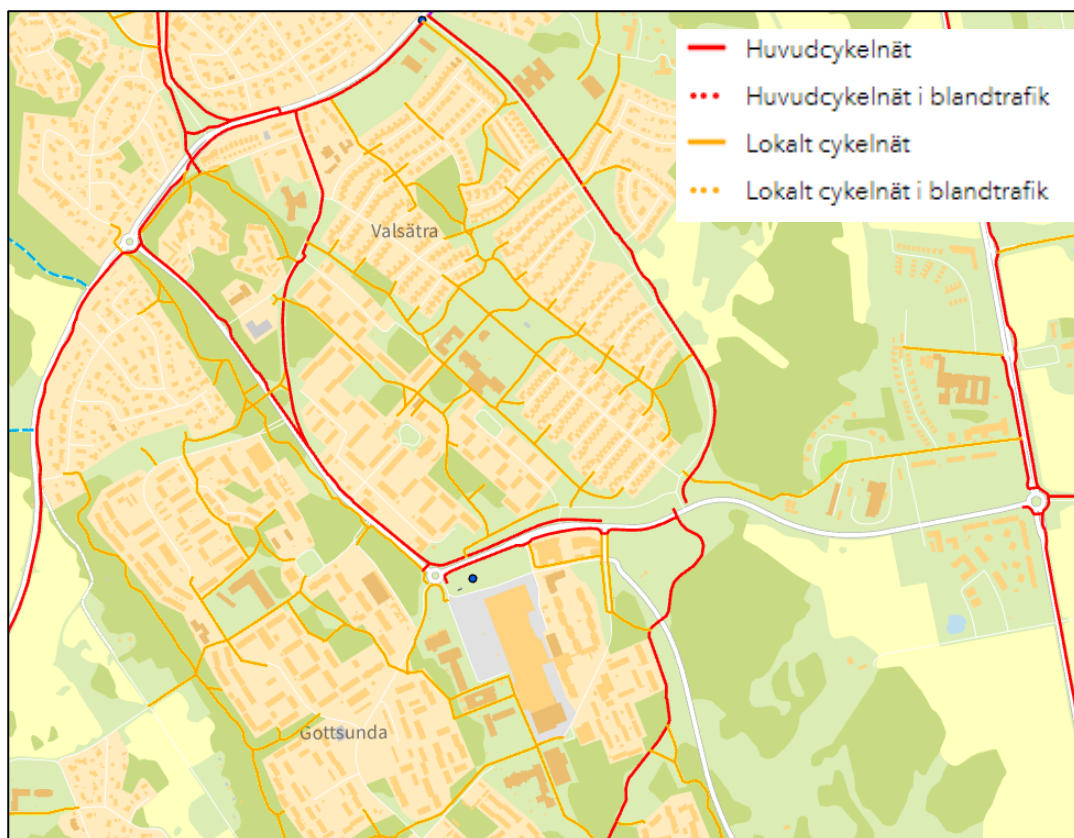 Huvudcykelnät
Huvudcykelnät i blandtrafik
Lokalt cykelnät
Lokalt cykelnät i blandtrafik
Valsätra
Gottsunda